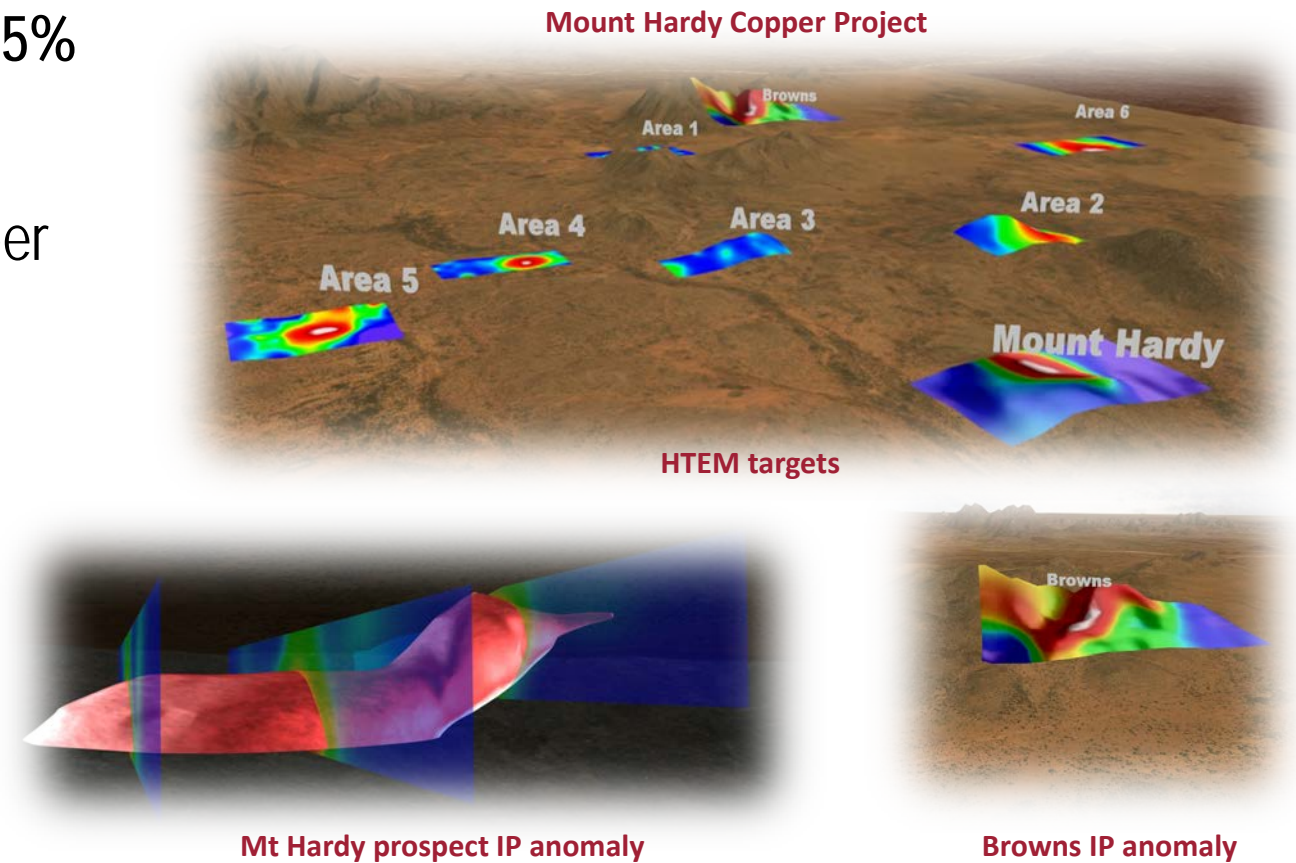 5%
er
Mount Hardy Copper Project
Browns
Area 1
Area 6
Area 4
Area 3
Area 2
Area 5
Mount Hardy
HTEM targets
Browns
Mt Hardy prospect IP anomaly
Browns IP anomaly